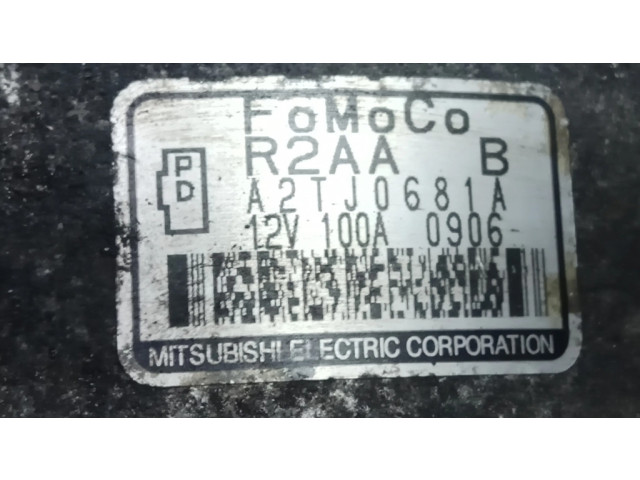 FoMoCo
R2AA B
P
D
A2TJ0681A
12V 100A 0906
MITSUBISHI ELECTRIC CORPORATION